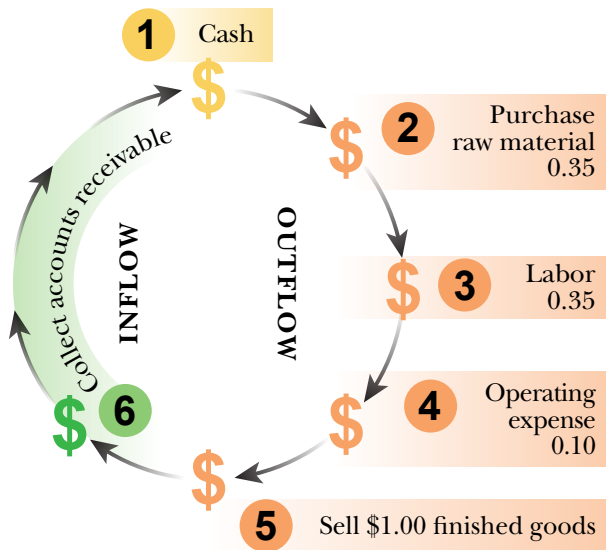 1 Cash
$
2 Purchase
raw material
0.35
$
3 Labor
0.35
$
4 Operating
expense
0.10
$
5 Sell $1.00 finished goods
$
6
$
Collect accounts receivable
INFLOW
OUTFLOW